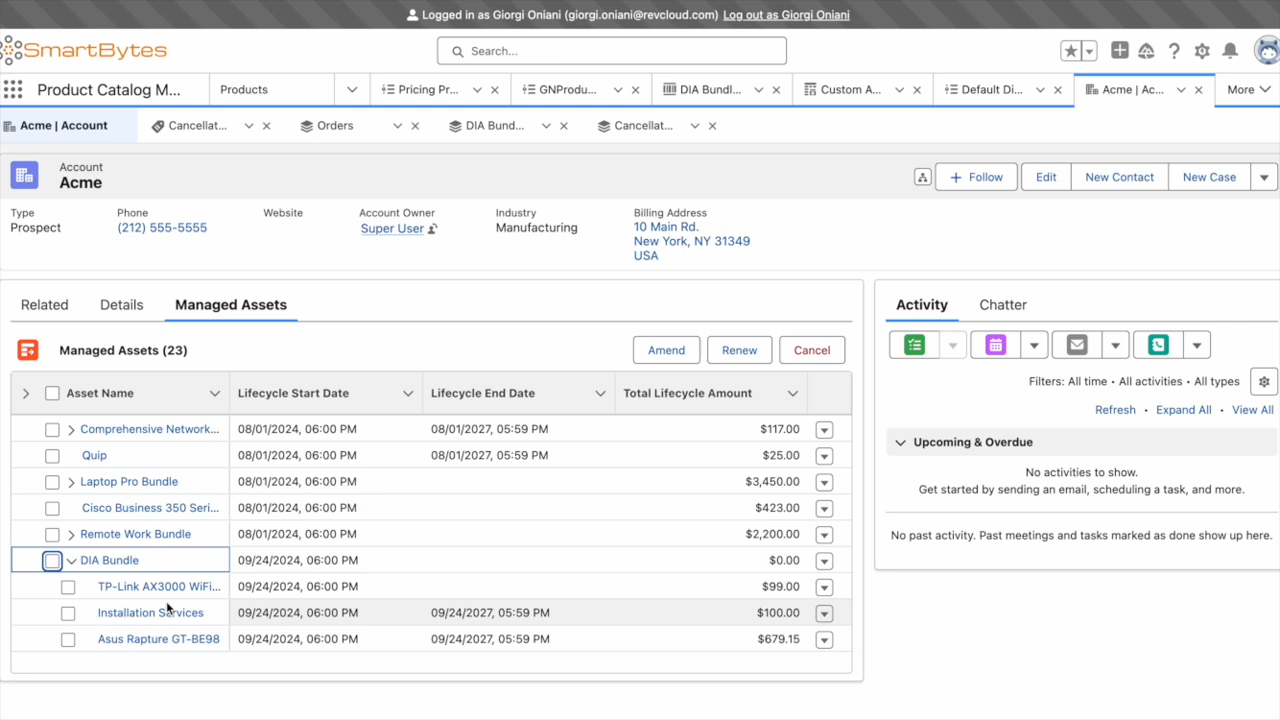 Logged in as Giorgi Oniani (giorgi.oniani@revcloud.com) Log out as Giorgi Oniani
SmartBytes
Search...
Product Catalog M...
Products
Pricing Pr...
GNProdu...
DIA Bundl...
Custom A...
Default Di...
Acme | Ac...
More
Acme | Account
Cancellat...
Orders
DIA Bund...
Cancellat...
Account
Acme
Follow
Edit
New Contact
New Case
Type
Phone
Website
Account Owner
Industry
Billing Address
Prospect
(212) 555-5555
Super User
Manufacturing
10 Main Rd.
New York, NY 31349
USA
Related
Details
Managed Assets
Managed Assets (23)
Amend
Renew
Cancel
Asset Name
Lifecycle Start Date
Lifecycle End Date
Total Lifecycle Amount
Comprehensive Network... 08/01/2024, 06:00 PM 08/01/2027, 05:59 PM $117.00
Quip 08/01/2024, 06:00 PM 08/01/2027, 05:59 PM $25.00
Laptop Pro Bundle 08/01/2024, 06:00 PM $3,450.00
Cisco Business 350 Seri... 08/01/2024, 06:00 PM $423.00
Remote Work Bundle 08/01/2024, 06:00 PM $2,200.00
DIA Bundle 09/24/2024, 06:00 PM $0.00
TP-Link AX3000 WiFi... 09/24/2024, 06:00 PM $99.00
Installation Services 09/24/2024, 06:00 PM 09/24/2027, 05:59 PM $100.00
Asus Rapture GT-BE98 09/24/2024, 06:00 PM 09/24/2027, 05:59 PM $679.15
Activity
Chatter
Filters: All time • All activities • All types
Refresh • Expand All • View All
Upcoming & Overdue
No activities to show.
Get started by sending an email, scheduling a task, and more.
No past activity. Past meetings and tasks marked as done show up here.